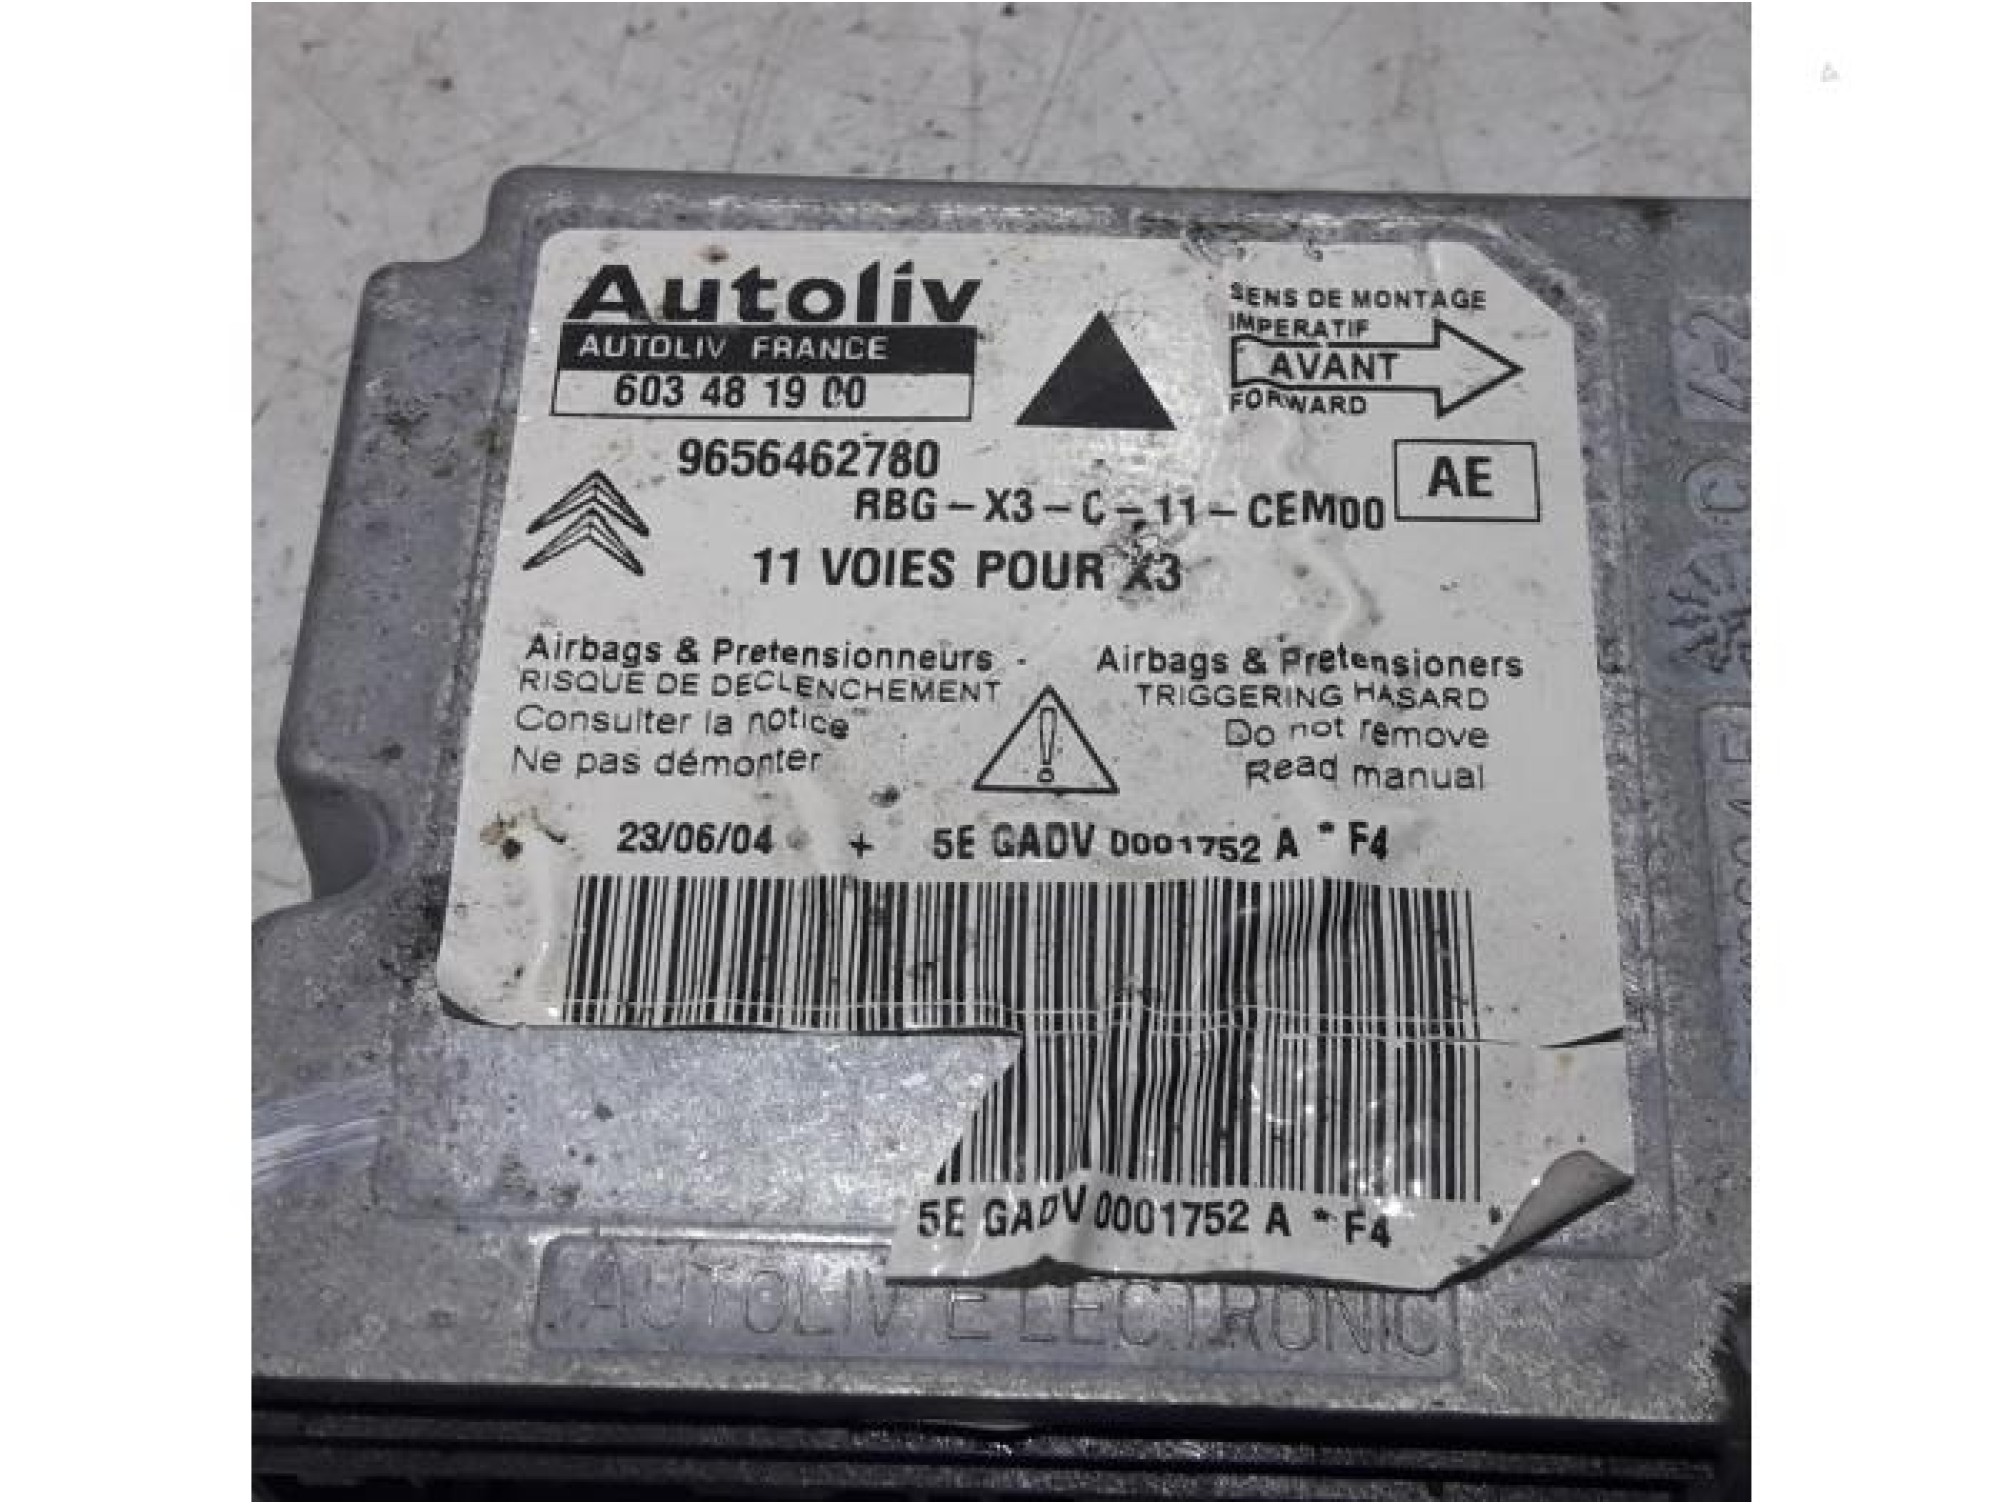 Autoliv
AUTOLIV FRANCE
603 48 19 00
SENS DE MONTAGE
IMPERATIF
AVANT
FORWARD
9656462780
AE
RBG-X3-C-11-CEM00
11 VOIES POUR X3
Airbags & Pretensionneurs
RISQUE DE DECLENCHEMENT
Consulter la notice
Ne pas démonter
Airbags & Pretensioners
TRIGGERING HASARD
Do not remove
Read manual
23/06/04 + 5E GADV 0001752 A * F4
5E GADV 0001752 A * F4
AUTOLIV ELECTRONIC